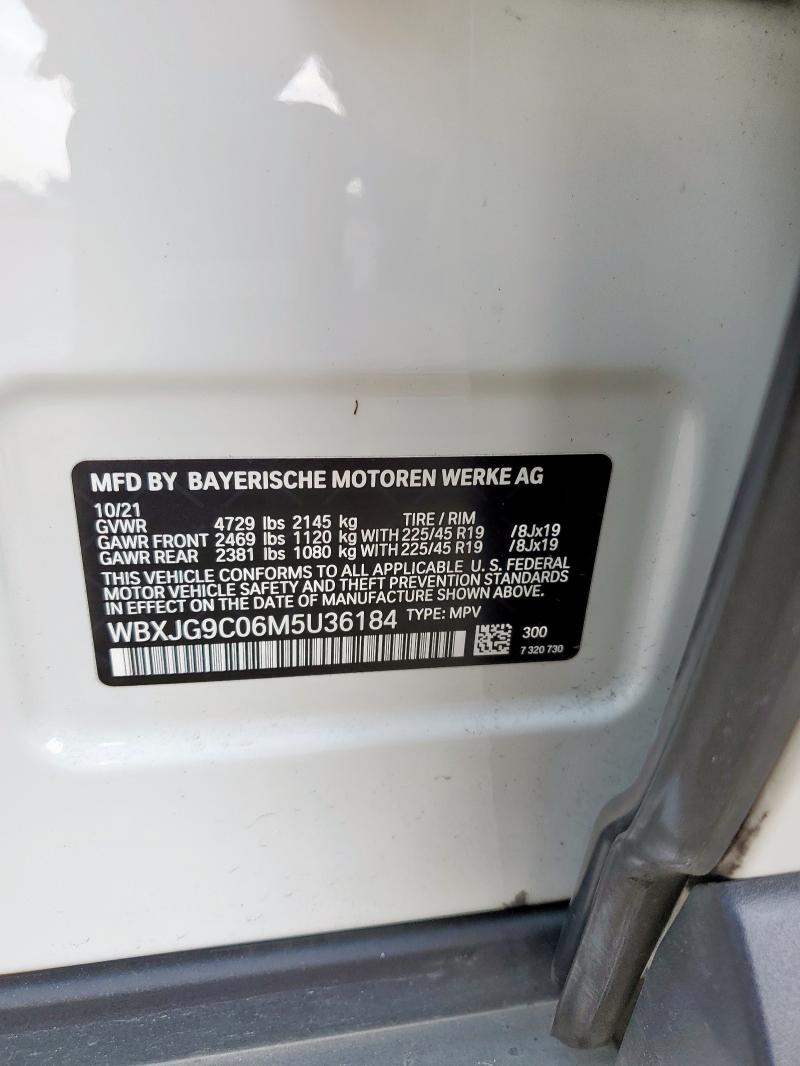 MFD BY BAYERISCHE MOTOREN WERKE AG
10/21
GVWR 4729 lbs 2145 kg TIRE / RIM
GAWR FRONT 2469 lbs 1120 kg WITH 225/45 R19 /8Jx19
GAWR REAR 2381 lbs 1080 kg WITH 225/45 R19 /8Jx19
THIS VEHICLE CONFORMS TO ALL APPLICABLE U. S. FEDERAL
MOTOR VEHICLE SAFETY AND THEFT PREVENTION STANDARDS
IN EFFECT ON THE DATE OF MANUFACTURE SHOWN ABOVE.
WBXJG9C06M5U36184 TYPE: MPV
300
7 320 730